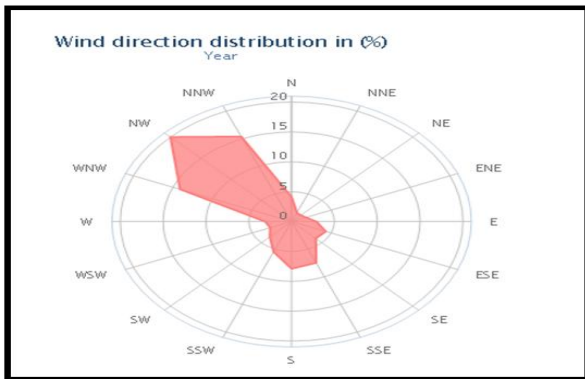 Wind direction distribution in (%)
Year
N
NNE
NE
ENE
E
ESE
SE
SSE
S
SSW
SW
WSW
W
WNW
NW
NNW
20
15
10
5
0